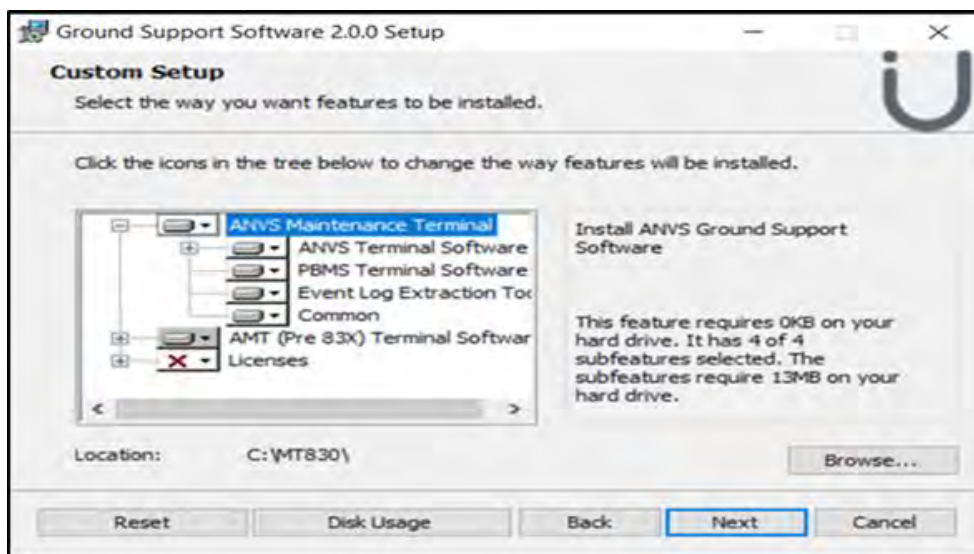 Ground Support Software 2.0.0 Setup
Custom Setup
Select the way you want features to be installed.
Click the icons in the tree below to change the way features will be installed.
ANVS Maintenance Terminal
ANVS Terminal Software
PBMS Terminal Software
Event Log Extraction Too
Common
AMT (Pre 83X) Terminal Softwar
Licenses
Install ANVS Ground Support
Software
This feature requires 0KB on your
hard drive. It has 4 of 4
subfeatures selected. The
subfeatures require 13MB on your
hard drive.
Location: C:\MT830\
Browse...
Reset Disk Usage Back Next Cancel